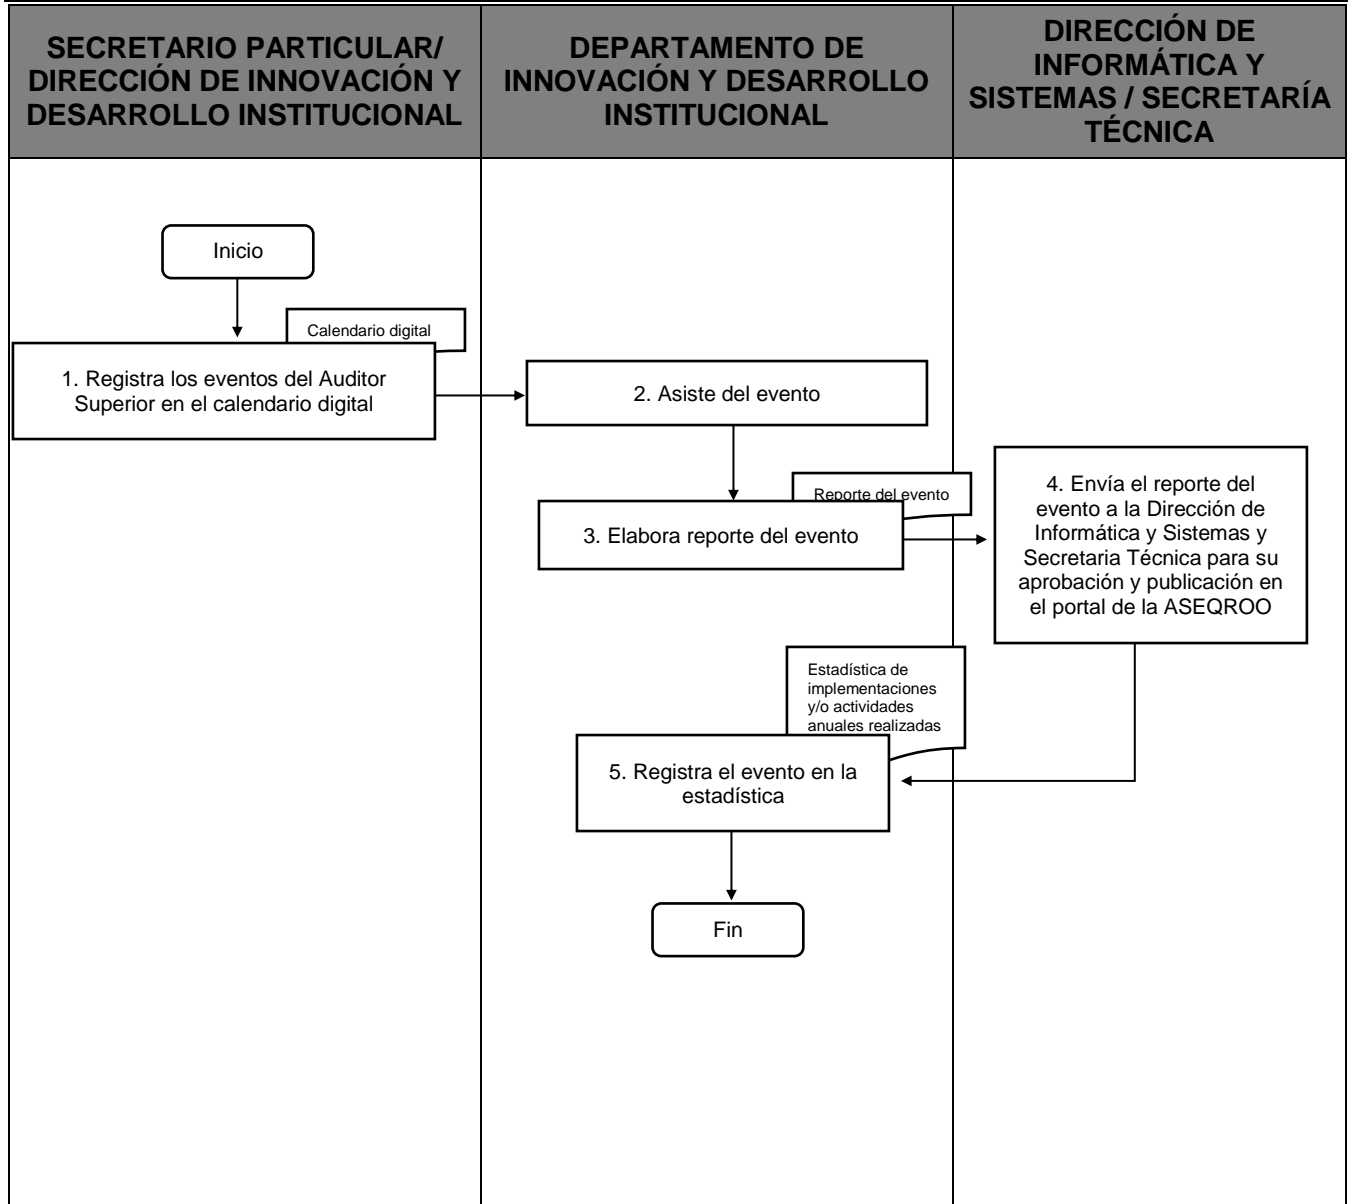 SECRETARIO PARTICULAR/
DIRECCIÓN DE INNOVACIÓN Y
DESARROLLO INSTITUCIONAL
DEPARTAMENTO DE
INNOVACIÓN Y DESARROLLO
INSTITUCIONAL
DIRECCIÓN DE
INFORMÁTICA Y
SISTEMAS / SECRETARÍA
TÉCNICA
Inicio
Calendario digital
1. Registra los eventos del Auditor
Superior en el calendario digital
2. Asiste del evento
Reporte del evento
3. Elabora reporte del evento
4. Envía el reporte del
evento a la Dirección de
Informática y Sistemas y
Secretaria Técnica para su
aprobación y publicación en
el portal de la ASEQROO
Estadística de
implementaciones
y/o actividades
anuales realizadas
5. Registra el evento en la
estadística
Fin